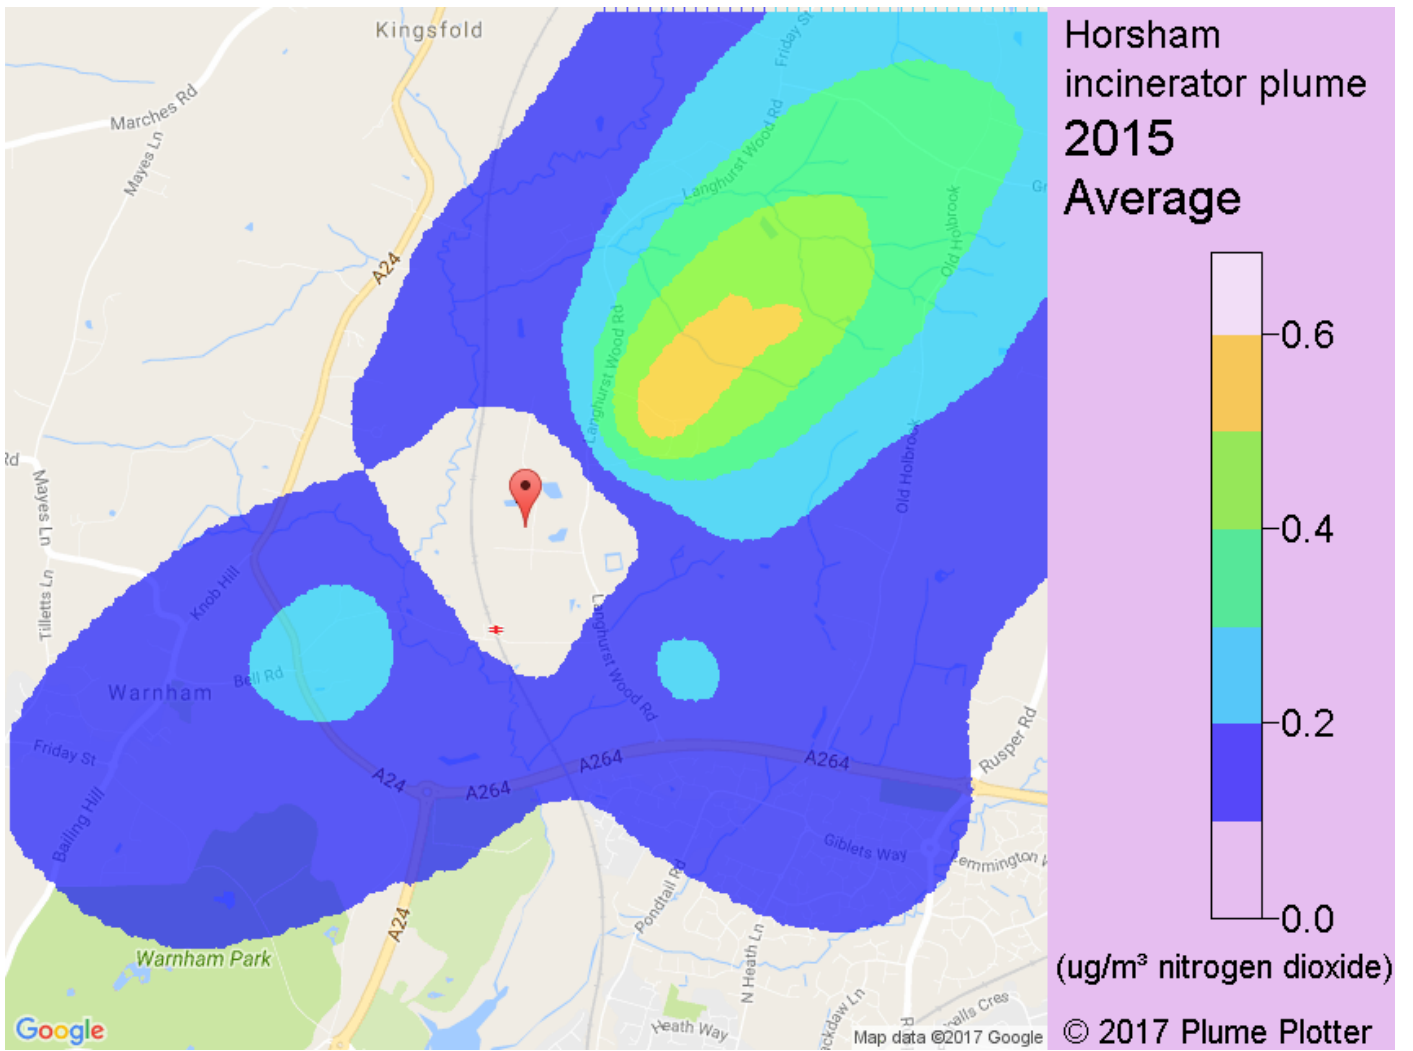 Kingsfold
Friday St
Marches Rd
Mayes Ln
Langhurst Wood Rd
Old Holbrook
Gr
A24
Langhurst Wood Rd
Old Holbrook
Rd
Mayes Ln
Knob Hill
Tilletts Ln
Langhurst Wood Rd
Bell Rd
Warnham
Friday St
A24
A264
A264
A264
Rusper Rd
Bailing Hill
Giblets Way
Lemmington W
Pondtail Rd
A24
Warnham Park
N Heath Ln
Heath Way
Google
Map data ©2017 Google
Horsham
incinerator plume
2015
Average
0.6
0.4
0.2
0.0
(ug/m³ nitrogen dioxide)
© 2017 Plume Plotter